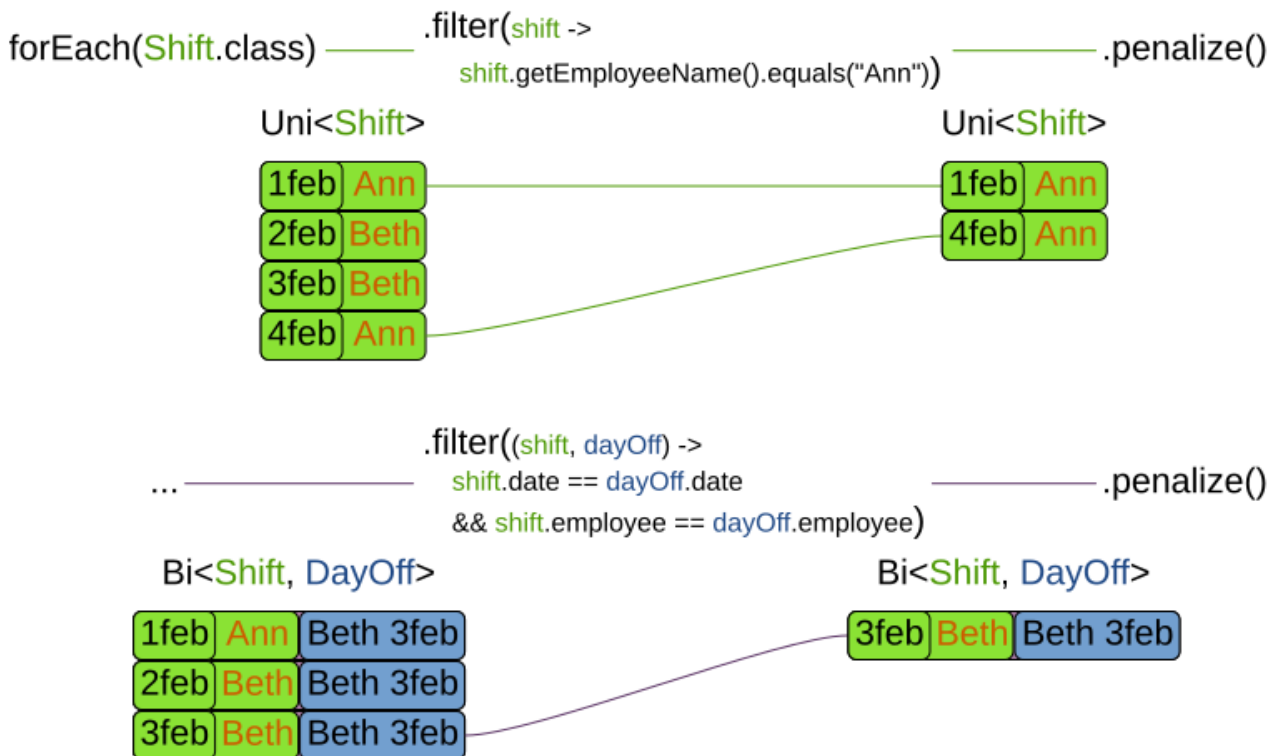 forEach(Shift.class)
.filter(shift ->
shift.getEmployeeName().equals("Ann"))
.penalize()
Uni<Shift>
1feb Ann
2feb Beth
3feb Beth
4feb Ann
Uni<Shift>
1feb Ann
4feb Ann
...
.filter((shift, dayOff) ->
shift.date == dayOff.date
&& shift.employee == dayOff.employee)
.penalize()
Bi<Shift, DayOff>
1feb Ann Beth 3feb
2feb Beth Beth 3feb
3feb Beth Beth 3feb
Bi<Shift, DayOff>
3feb Beth Beth 3feb